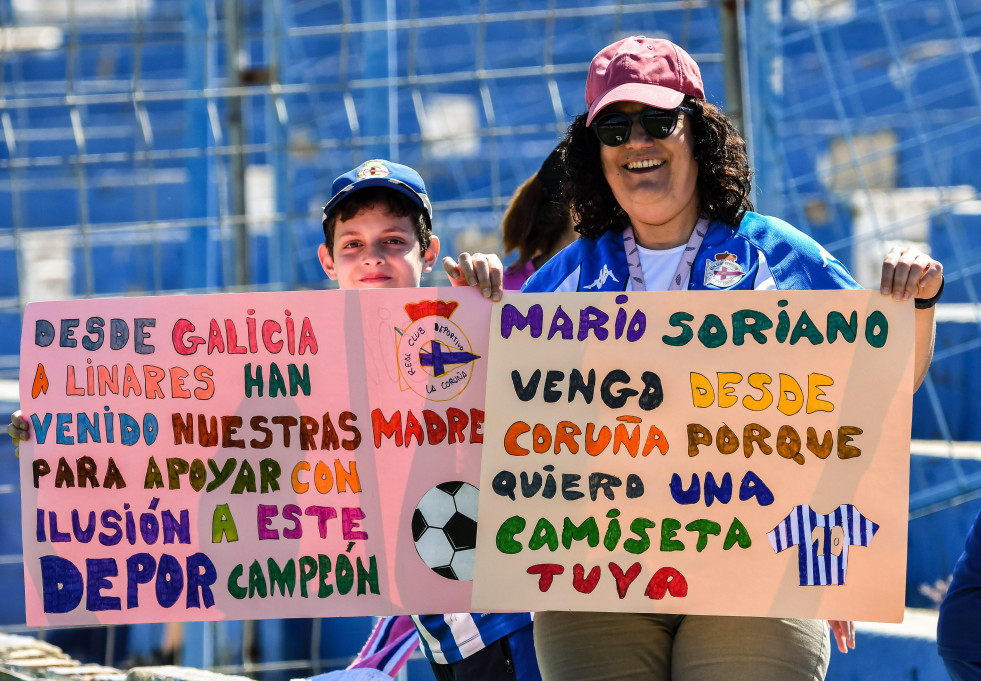 DESDE GALICIA
A LINARES HAN
VENIDO NUESTRAS MADRES
PARA APOYAR CON
ILUSIÓN A ESTE
DEPOR CAMPEÓN
REAL CLUB DEPORTIVO
LA CORUÑA
MARIO SORIANO
VENGO DESDE
CORUÑA PORQUE
QUIERO UNA
CAMISETA
TUYA
10